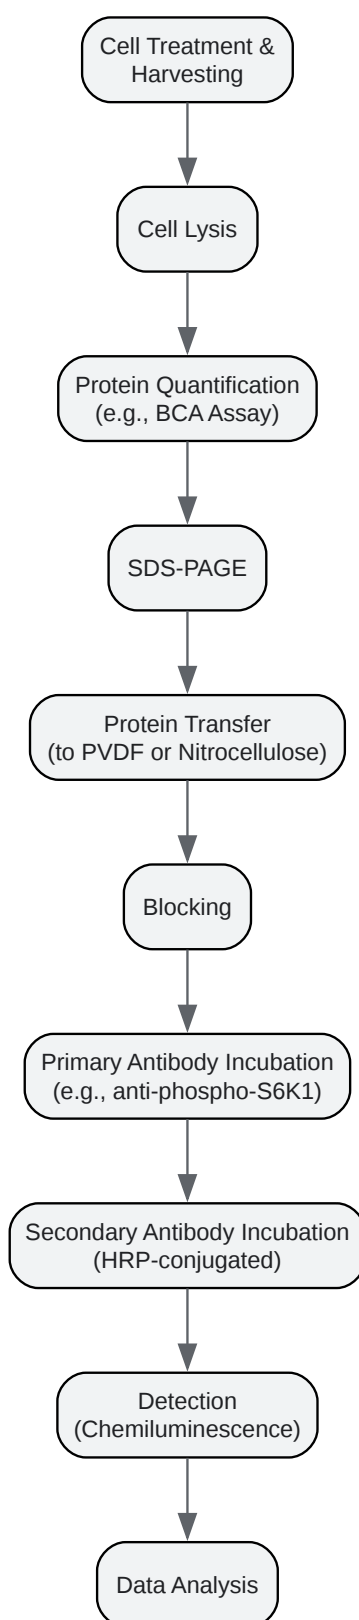 Cell Treatment &
Harvesting
Cell Lysis
Protein Quantification
(e.g., BCA Assay)
SDS-PAGE
Protein Transfer
(to PVDF or Nitrocellulose)
Blocking
Primary Antibody Incubation
(e.g., anti-phospho-S6K1)
Secondary Antibody Incubation
(HRP-conjugated)
Detection
(Chemiluminescence)
Data Analysis